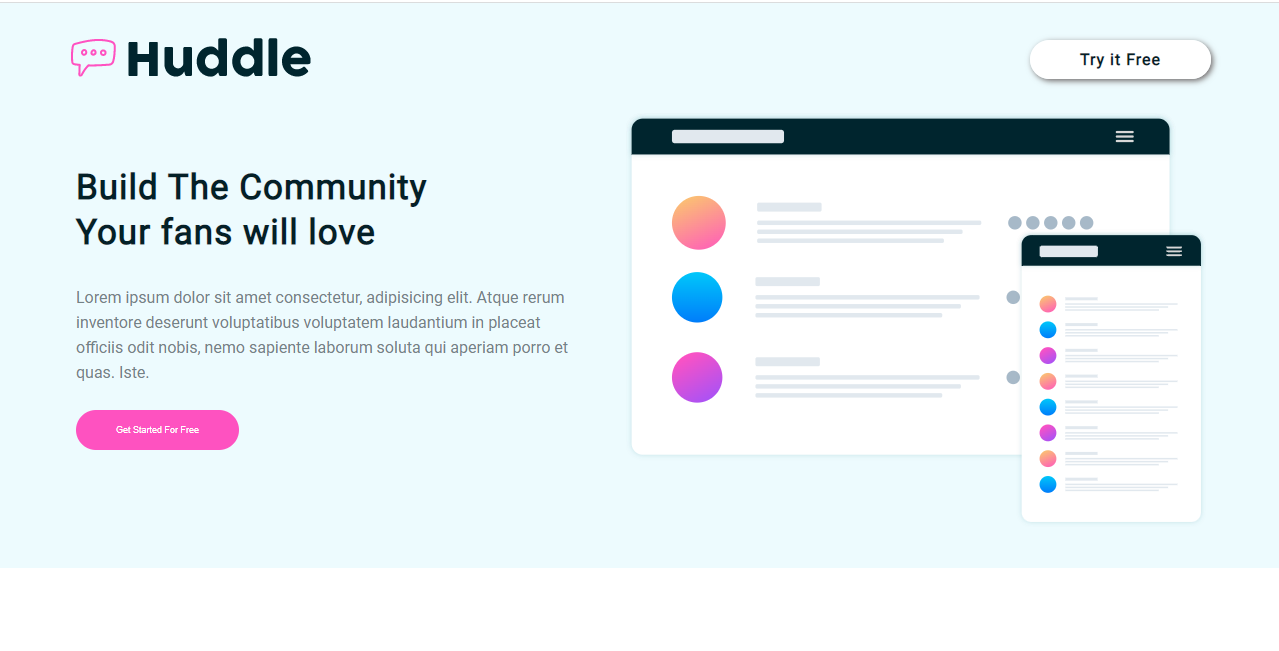 Huddle
Try it Free
Build The Community
Your fans will love
Lorem ipsum dolor sit amet consectetur, adipisicing elit. Atque rerum
inventore deserunt voluptatibus voluptatem laudantium in placeat
officiis odit nobis, nemo sapiente laborum soluta qui aperiam porro et
quas. Iste.
Get Started For Free